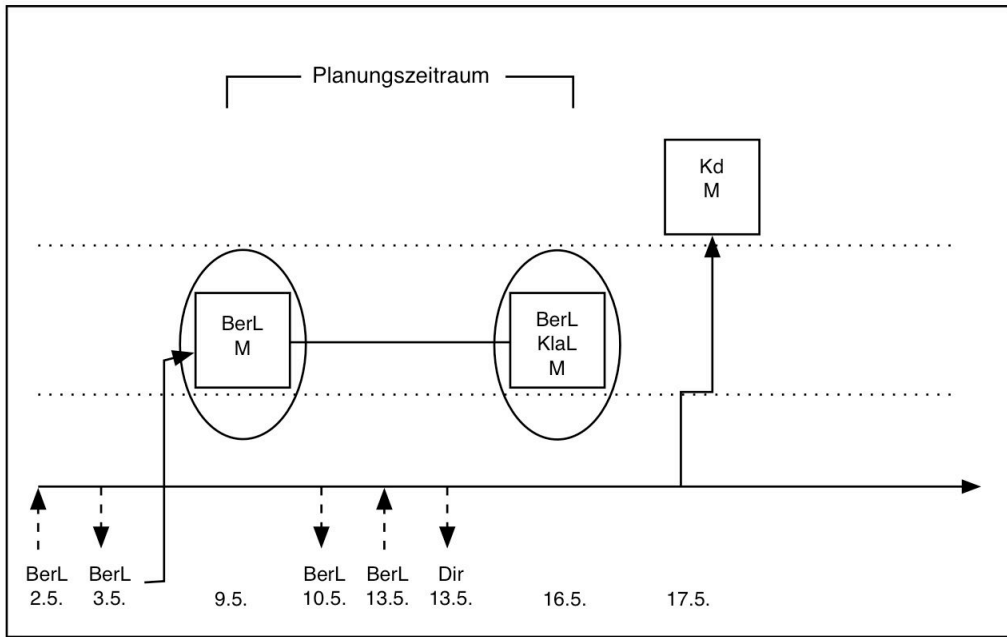 Planungszeitraum
Kd
M
BerL
M
BerL
KlaL
M
BerL BerL BerL BerL Dir
2.5. 3.5. 9.5. 10.5. 13.5. 13.5. 16.5. 17.5.